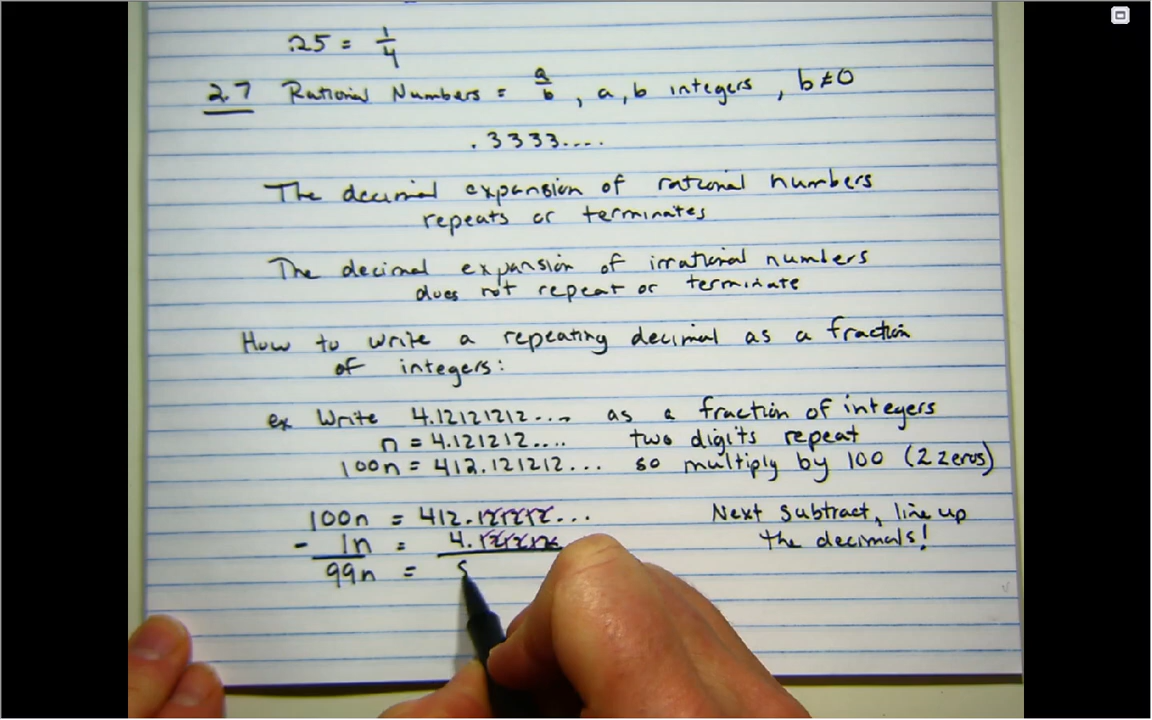 .25 = 1/4
2.7 Rational Numbers = a/b, a, b integers, b≠0
.3333....
The decimal expansion of rational numbers
repeats or terminates
The decimal expansion of irrational numbers
does not repeat or terminate
How to write a repeating decimal as a fraction
of integers:
ex Write 4.12121212... as a fraction of integers
n = 4.121212.... two digits repeat
100n = 412.121212... so multiply by 100 (2 zeros)
100n = 412.121212... Next subtract, line up
- 1n = 4.121212 the decimals!
99n =